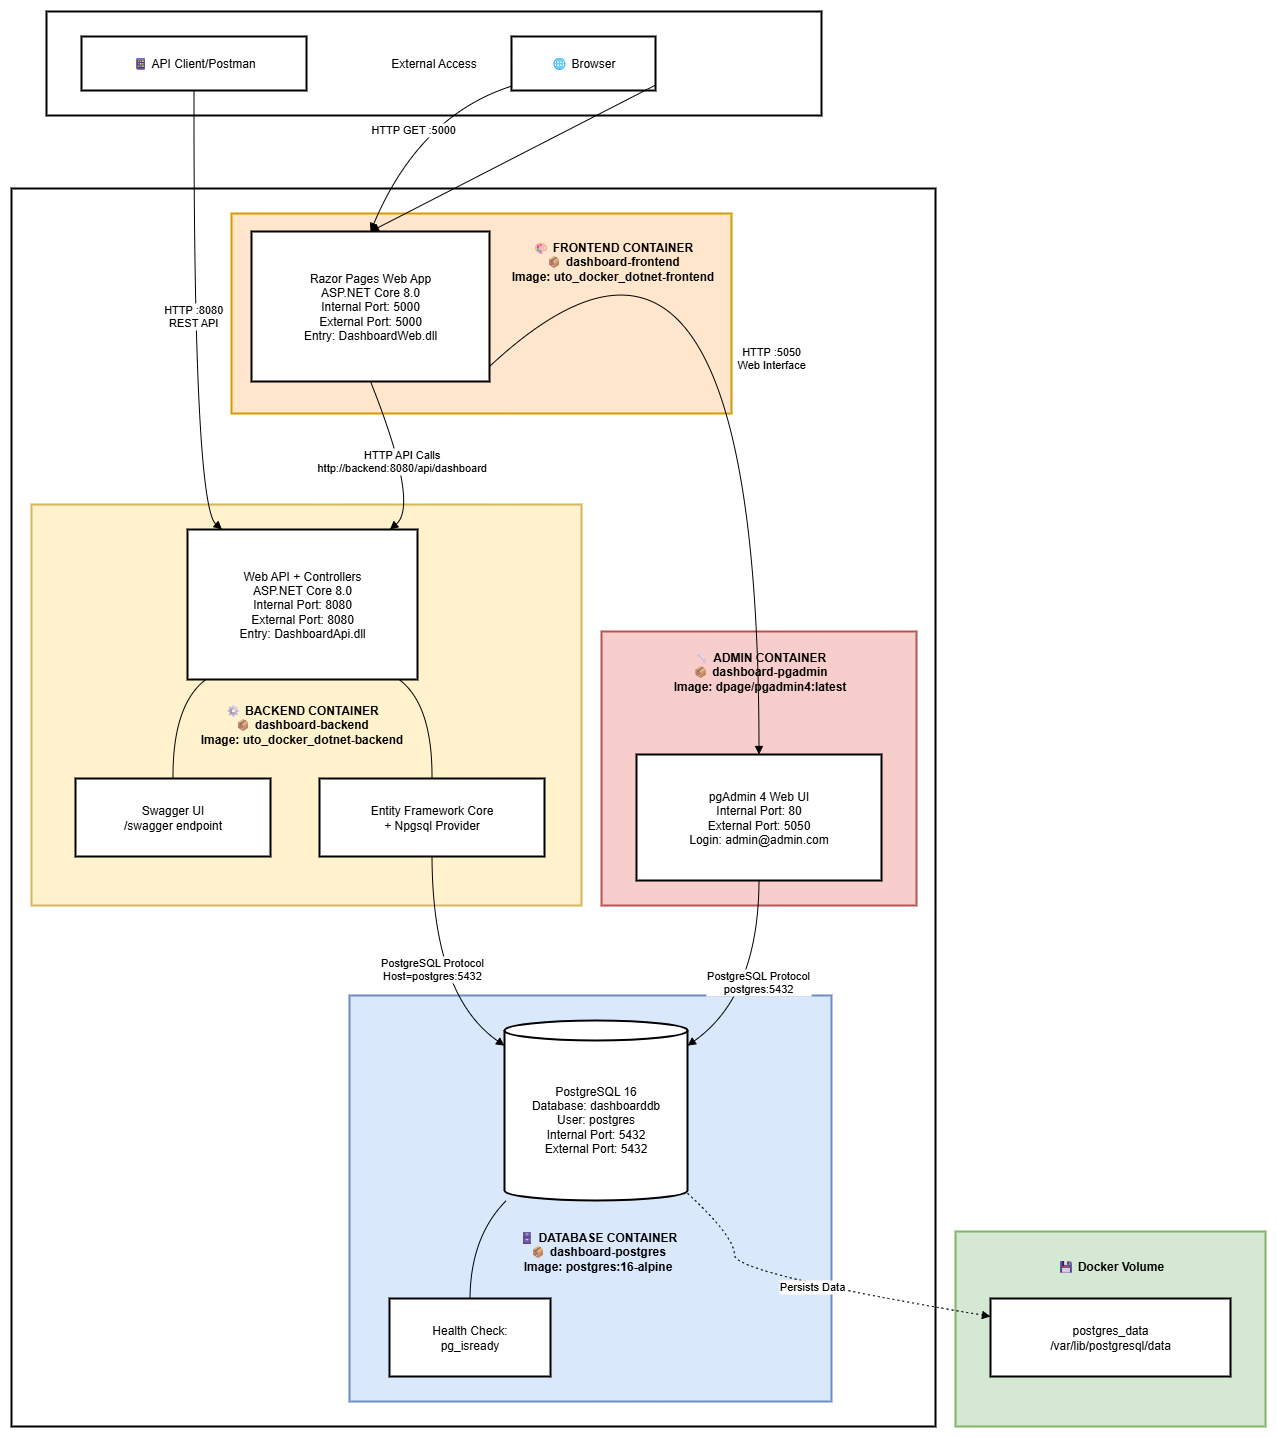 API Client/Postman
External Access
Browser
HTTP GET :5000
FRONTEND CONTAINER
dashboard-frontend
Image: uto_docker_dotnet-frontend
Razor Pages Web App
ASP.NET Core 8.0
Internal Port: 5000
External Port: 5000
Entry: DashboardWeb.dll
HTTP :8080
REST API
HTTP :5050
Web Interface
HTTP API Calls
http://backend:8080/api/dashboard
Web API + Controllers
ASP.NET Core 8.0
Internal Port: 8080
External Port: 8080
Entry: DashboardApi.dll
ADMIN CONTAINER
dashboard-pgadmin
Image: dpage/pgadmin4:latest
BACKEND CONTAINER
dashboard-backend
Image: uto_docker_dotnet-backend
Swagger UI
/swagger endpoint
Entity Framework Core
+ Npgsql Provider
pgAdmin 4 Web UI
Internal Port: 80
External Port: 5050
Login: admin@admin.com
PostgreSQL Protocol
Host=postgres:5432
PostgreSQL Protocol
postgres:5432
PostgreSQL 16
Database: dashboarddb
User: postgres
Internal Port: 5432
External Port: 5432
DATABASE CONTAINER
dashboard-postgres
Image: postgres:16-alpine
Health Check:
pg_isready
Persists Data
Docker Volume
postgres_data
/var/lib/postgresql/data